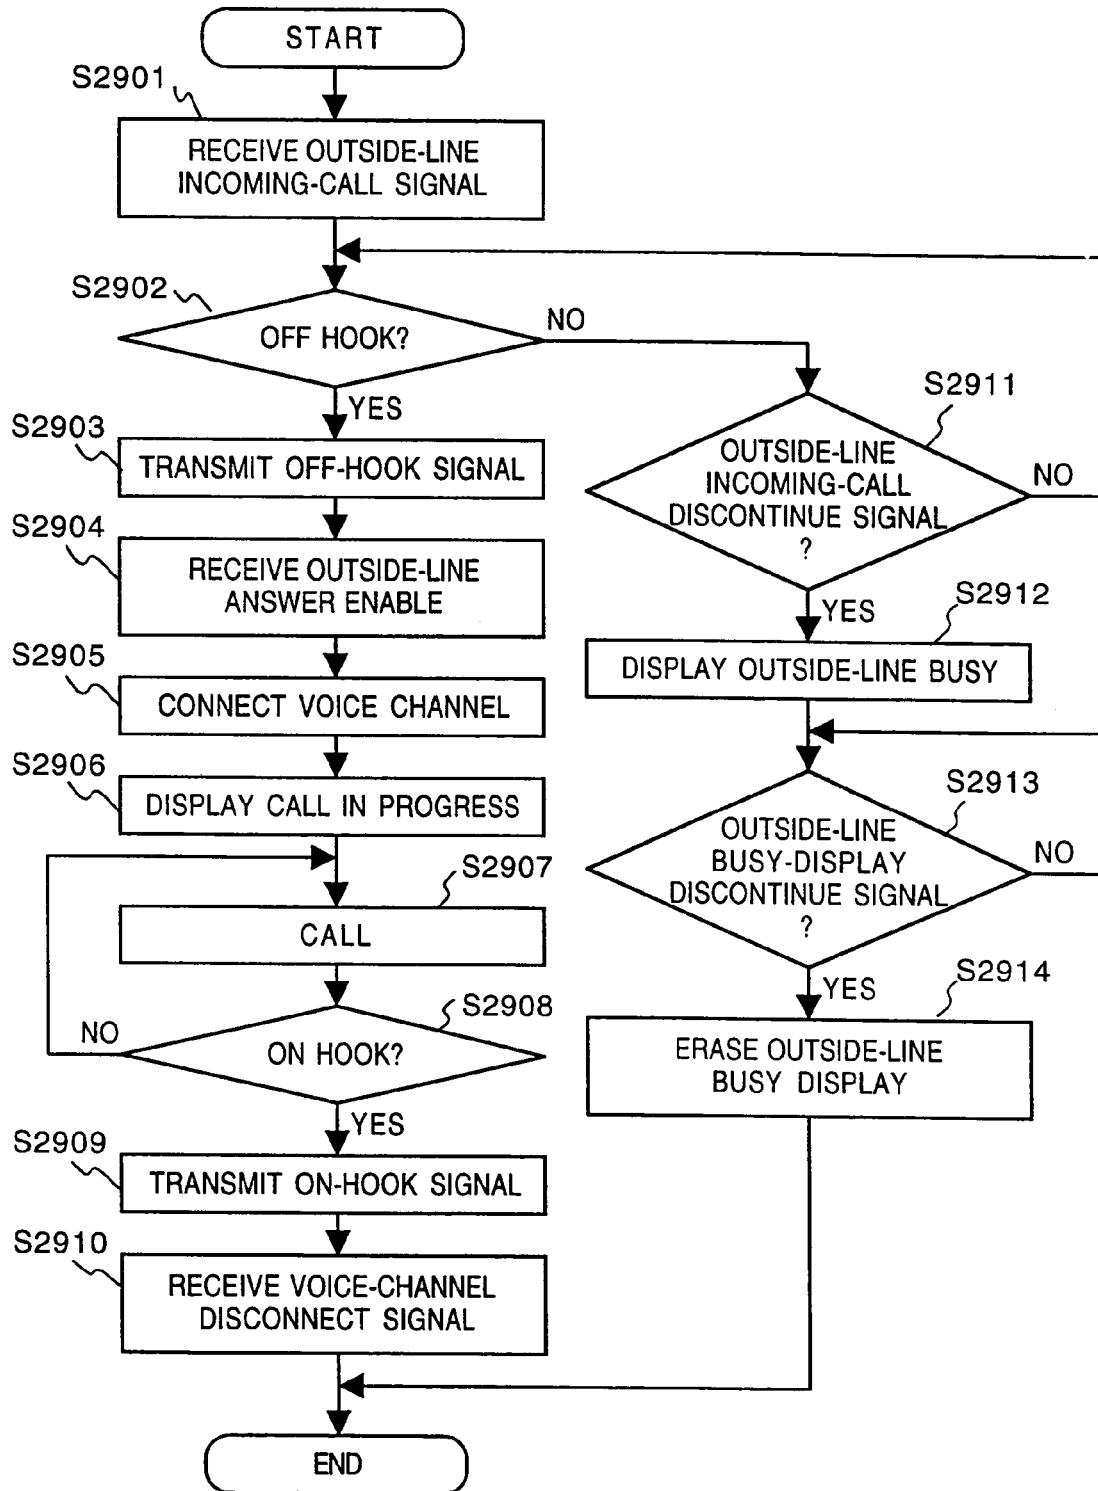 START
S2901
RECEIVE OUTSIDE-LINE
INCOMING-CALL SIGNAL
S2902
OFF HOOK?
NO
YES
S2903
TRANSMIT OFF-HOOK SIGNAL
S2904
RECEIVE OUTSIDE-LINE
ANSWER ENABLE
S2905
CONNECT VOICE CHANNEL
S2906
DISPLAY CALL IN PROGRESS
S2907
CALL
S2908
ON HOOK?
NO
YES
S2909
TRANSMIT ON-HOOK SIGNAL
S2910
RECEIVE VOICE-CHANNEL
DISCONNECT SIGNAL
S2911
OUTSIDE-LINE
INCOMING-CALL
DISCONTINUE SIGNAL
?
NO
YES
S2912
DISPLAY OUTSIDE-LINE BUSY
S2913
OUTSIDE-LINE
BUSY-DISPLAY
DISCONTINUE SIGNAL
?
NO
YES
S2914
ERASE OUTSIDE-LINE
BUSY DISPLAY
END